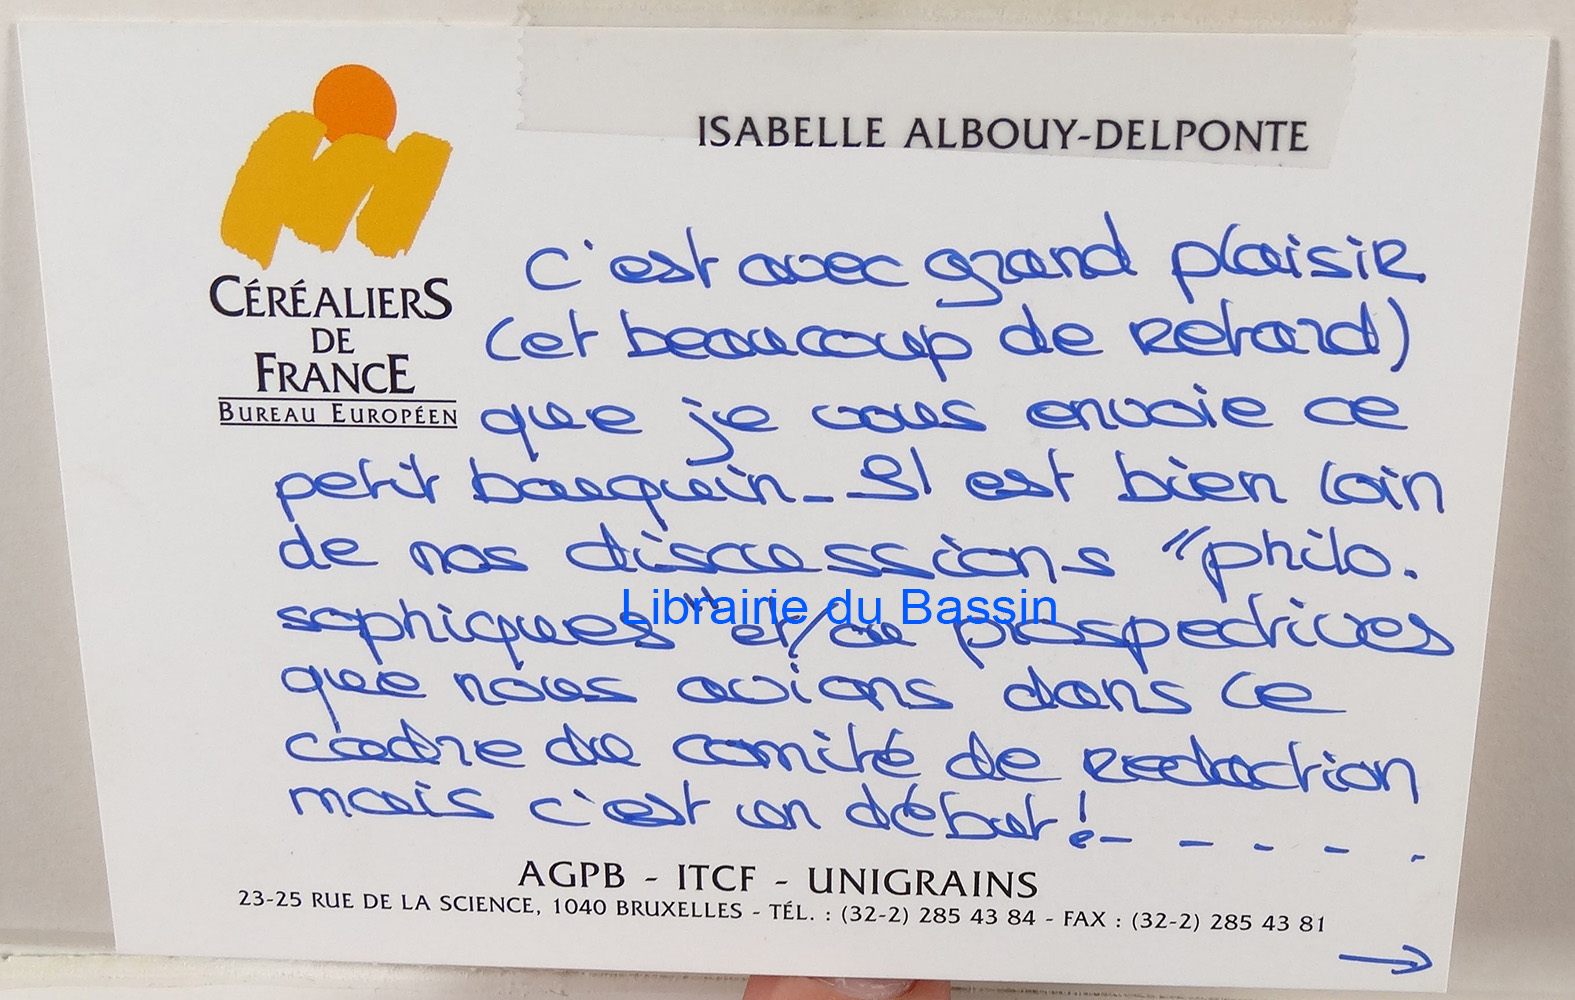 ISABELLE ALBOUY-DELPONTE
CÉRÉALIERS
DE
FRANCE
BUREAU EUROPÉEN
c'est avec grand plaisir
(et beaucoup de retard)
que je vous envoie ce
petit bouquin - Il est bien loin
de nos discussions "philo.
sophiques" et/ou prospectives
que nous avions dans ce
cadre du comité de redaction
mais c'est un début ! - - - - -
Librairie du Bassin
AGPB - ITCF - UNIGRAINS
23-25 RUE DE LA SCIENCE, 1040 BRUXELLES - TÉL. : (32-2) 285 43 84 - FAX : (32-2) 285 43 81
→